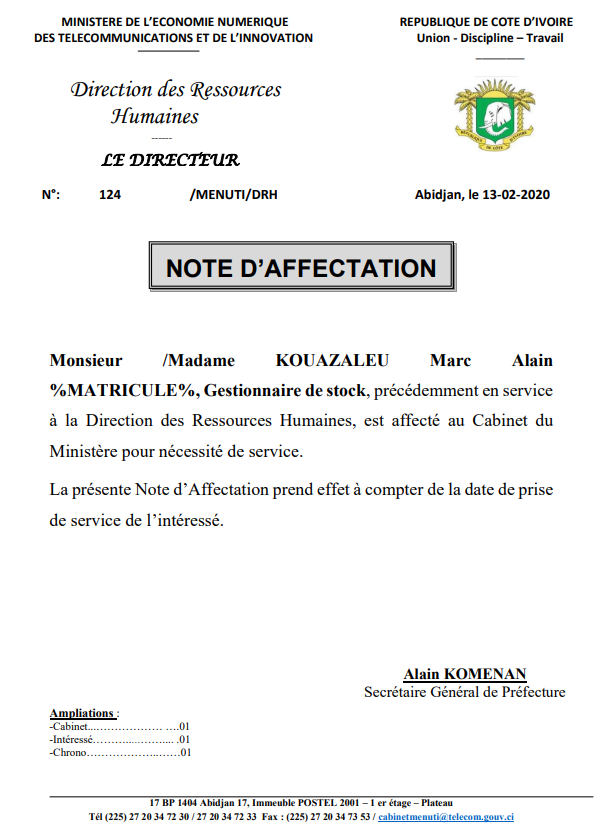 MINISTERE DE L’ECONOMIE NUMERIQUE
DES TELECOMMUNICATIONS ET DE L’INNOVATION
REPUBLIQUE DE COTE D’IVOIRE
Union - Discipline – Travail
Direction des Ressources
Humaines
------
LE DIRECTEUR
N°: 124 /MENUTI/DRH
Abidjan, le 13-02-2020
NOTE D’AFFECTATION
Monsieur /Madame KOUAZALEU Marc Alain
%MATRICULE%, Gestionnaire de stock, précédemment en service
à la Direction des Ressources Humaines, est affecté au Cabinet du
Ministère pour nécessité de service.
La présente Note d’Affectation prend effet à compter de la date de prise
de service de l’intéressé.
Alain KOMENAN
Secrétaire Général de Préfecture
Ampliations :
-Cabinet...……………… ….01
-Intéressé……….....……….... .01
-Chrono………………..……01
17 BP 1404 Abidjan 17, Immeuble POSTEL 2001 – 1 er étage – Plateau
Tél (225) 27 20 34 72 30 / 27 20 34 72 33 Fax : (225) 27 20 34 73 53 / cabinetmenuti@telecom.gouv.ci